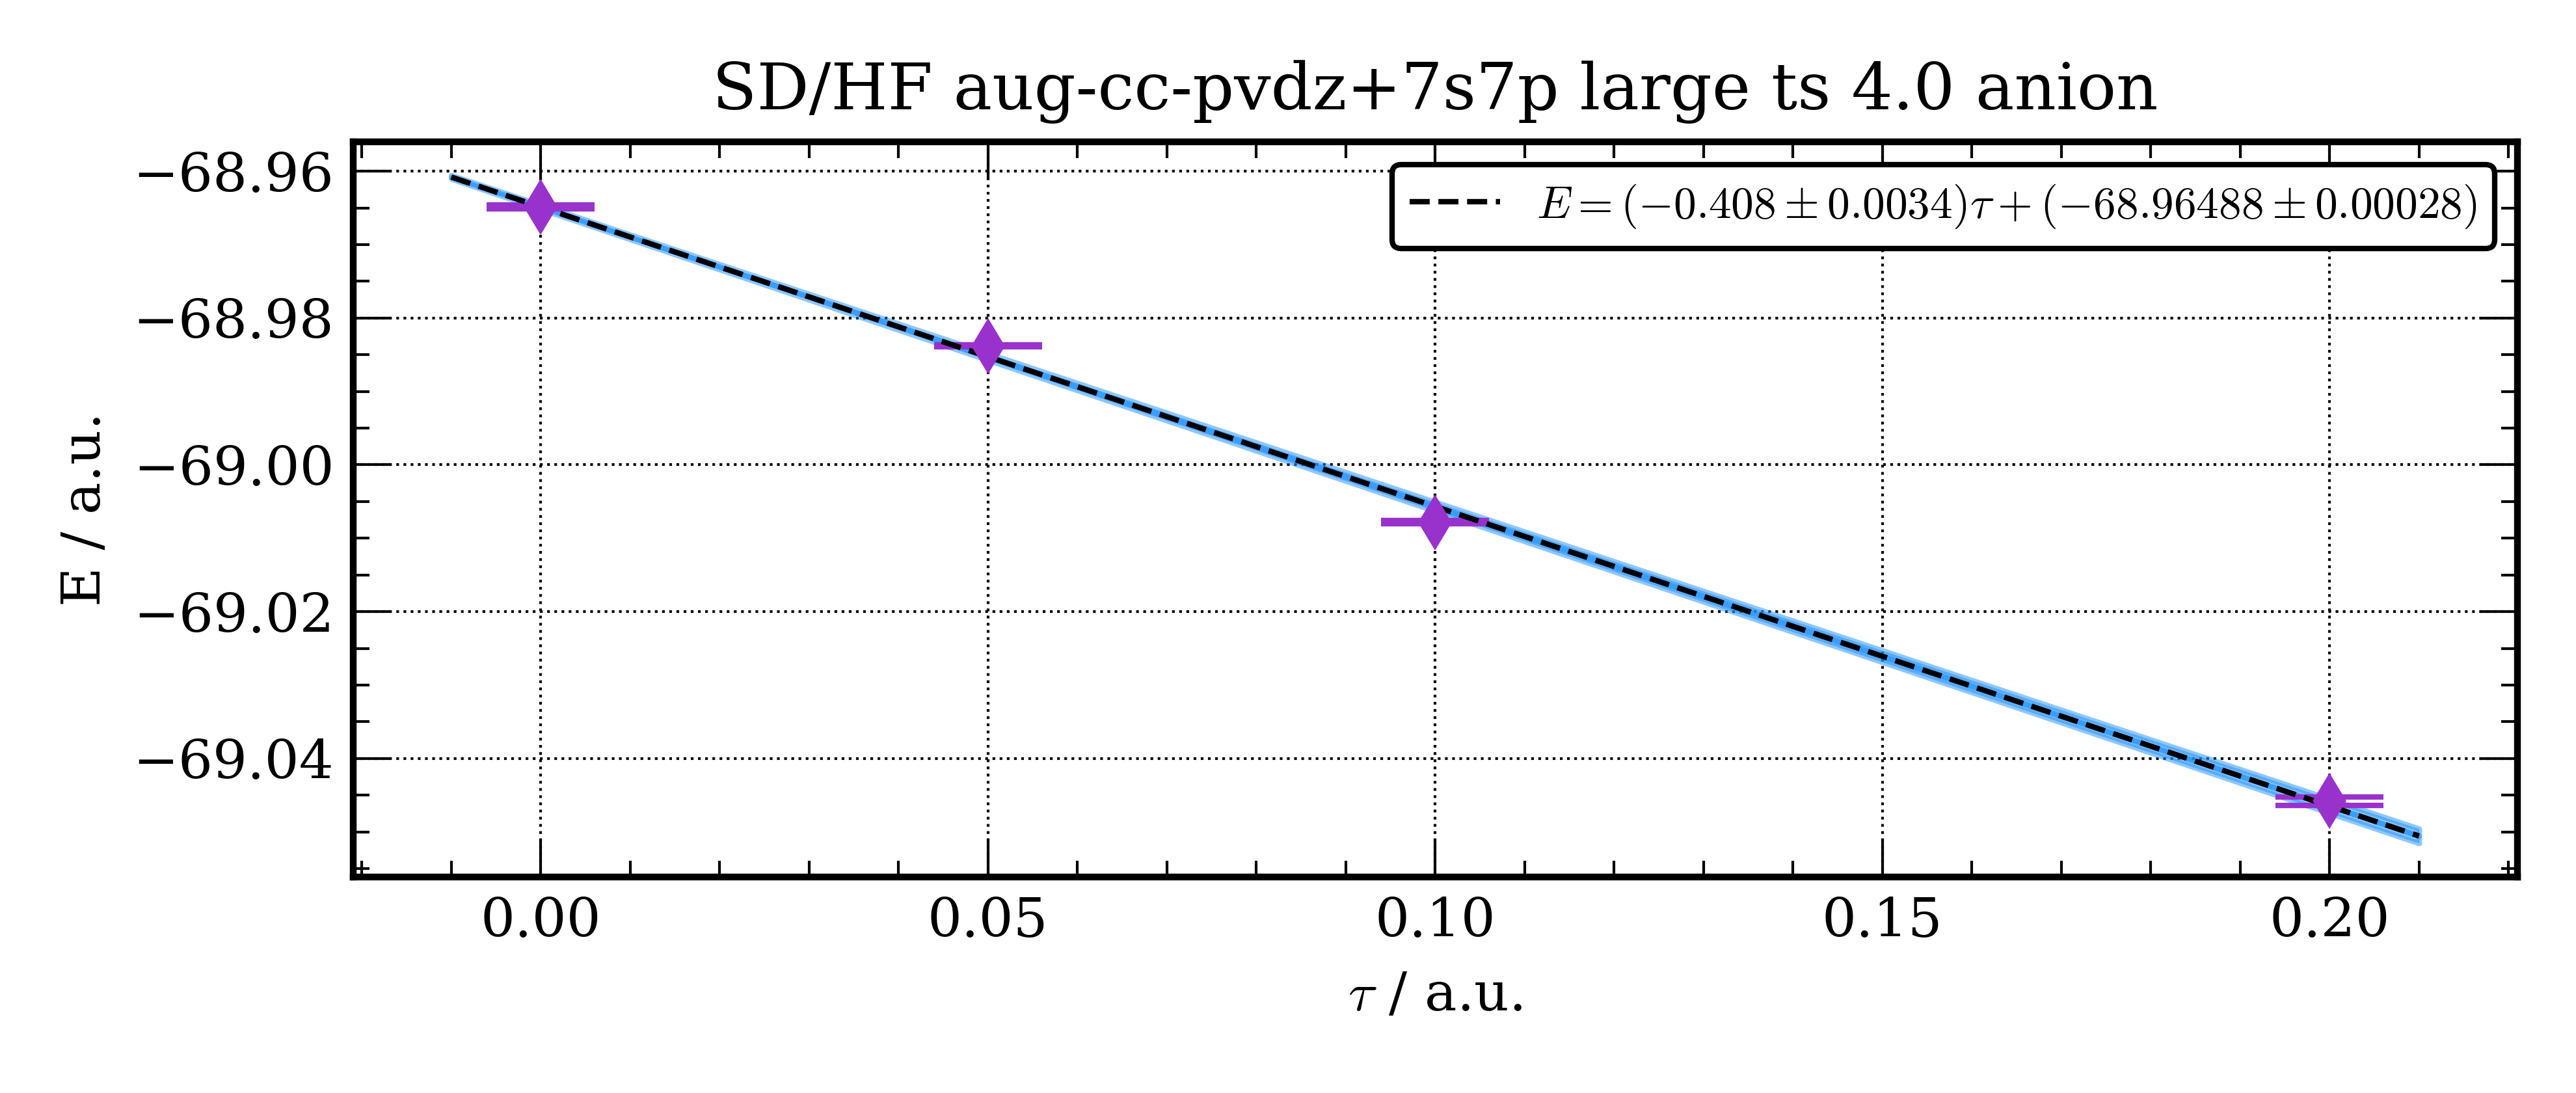 SD/HF aug-cc-pvdz+7s7p large ts 4.0 anion
E = (−0.408 ± 0.0034)τ + (−68.96488 ± 0.00028)
−68.96
−68.98
−69.00
−69.02
−69.04
E / a.u.
0.00 0.05 0.10 0.15 0.20
τ / a.u.